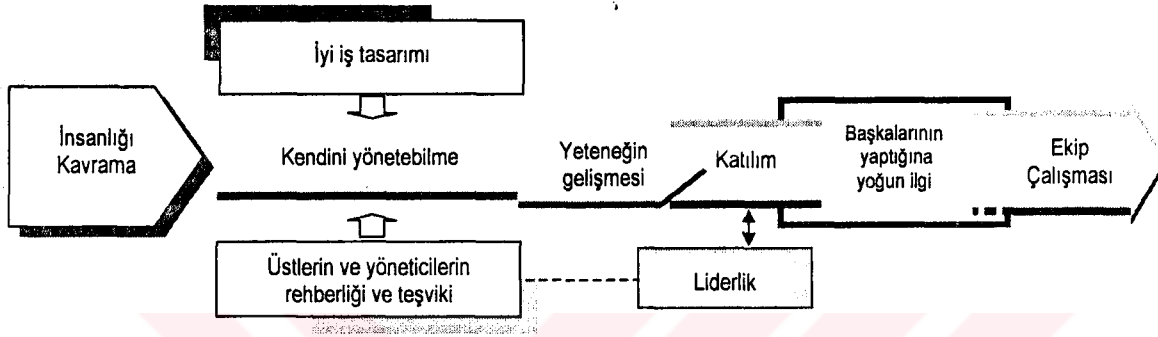 İyi iş tasarımı
İnsanlığı
Kavrama
Kendini yönetebilme
Yeteneğin
gelişmesi
Katılım
Başkalarının
yaptığına
yoğun ilgi
Ekip
Çalışması
Üstlerin ve yöneticilerin
rehberliği ve teşviki
Liderlik